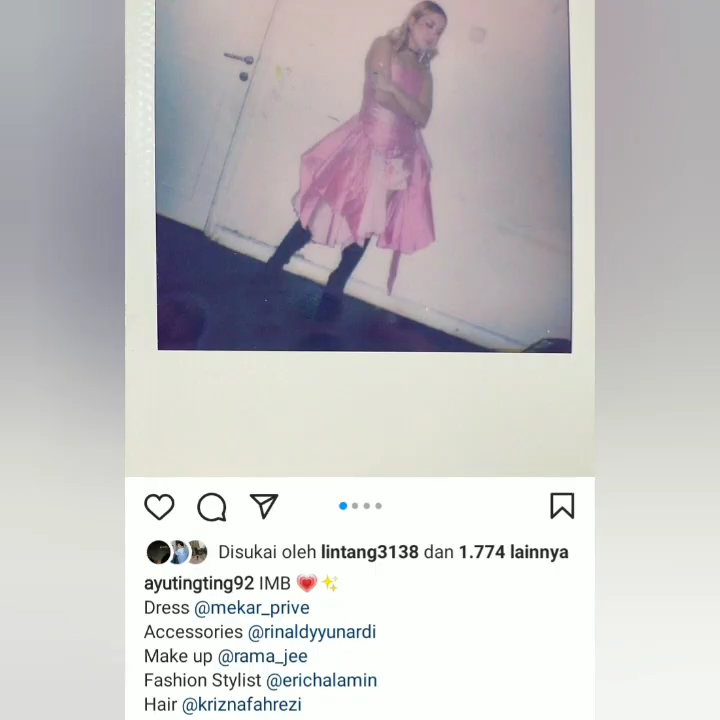 Disukai oleh lintang3138 dan 1.774 lainnya
ayutingting92 IMB 💗✨
Dress @mekar_prive
Accessories @rinaldyyunardi
Make up @rama_jee
Fashion Stylist @erichalamin
Hair @kriznafahrezi